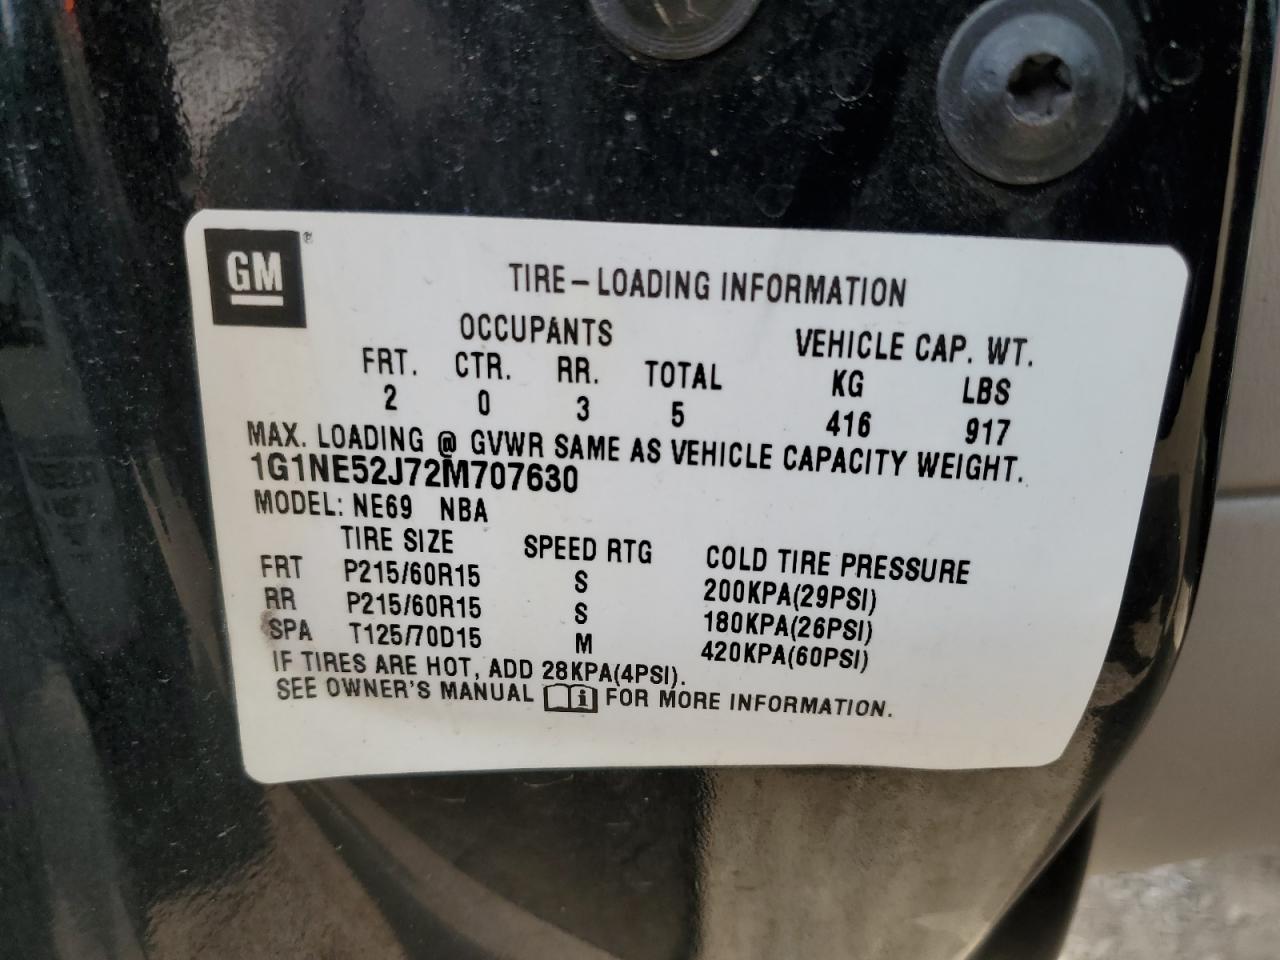 GM®
TIRE-LOADING INFORMATION
OCCUPANTS VEHICLE CAP. WT.
FRT. CTR. RR. TOTAL KG LBS
2 0 3 5 416 917
MAX. LOADING @ GVWR SAME AS VEHICLE CAPACITY WEIGHT.
1G1NE52J72M707630
MODEL: NE69 NBA
TIRE SIZE SPEED RTG COLD TIRE PRESSURE
FRT P215/60R15 S 200KPA(29PSI)
RR P215/60R15 S 180KPA(26PSI)
SPA T125/70D15 M 420KPA(60PSI)
IF TIRES ARE HOT, ADD 28KPA(4PSI).
SEE OWNER'S MANUAL i FOR MORE INFORMATION.